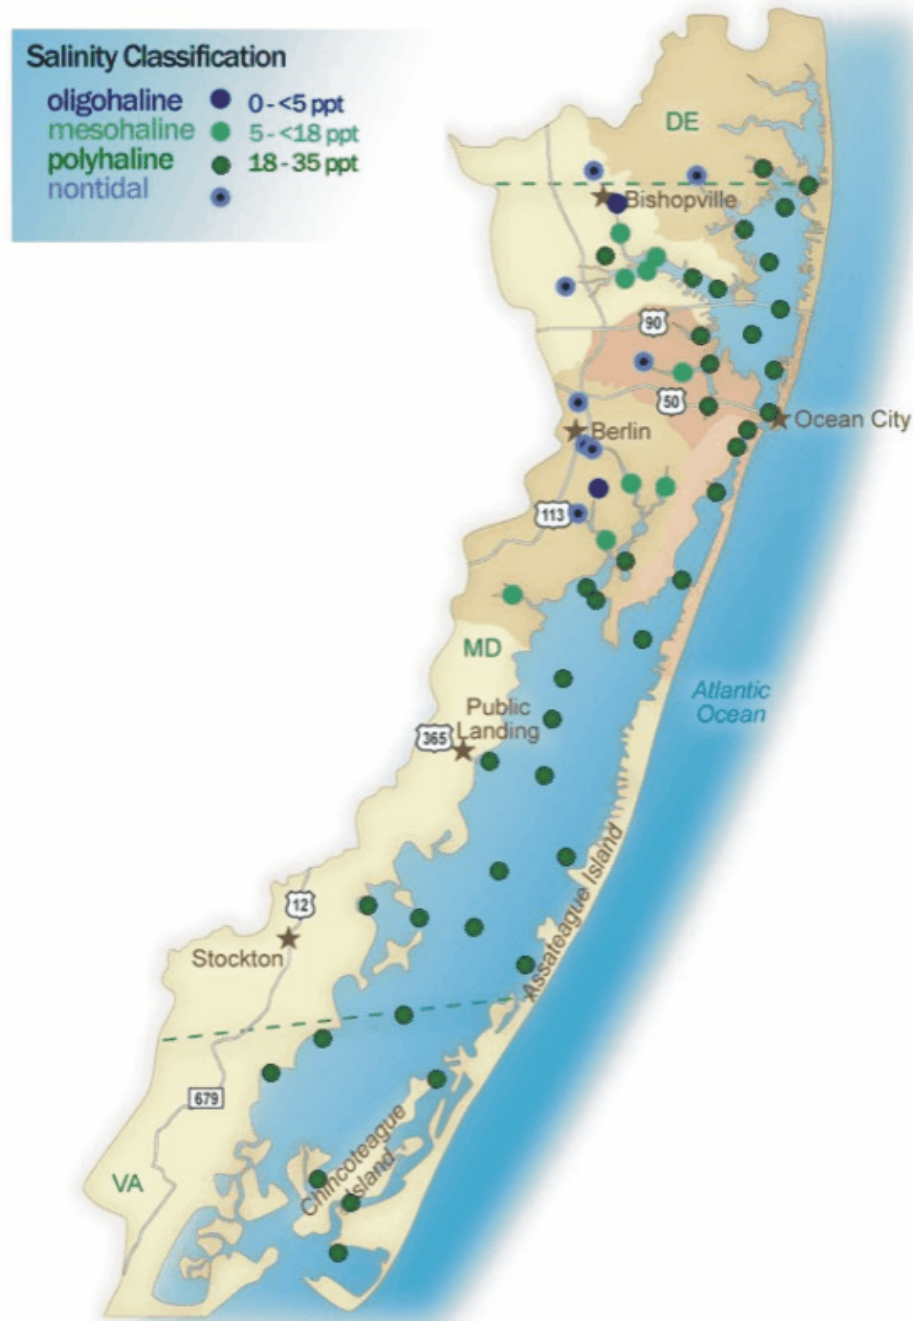 Salinity Classification
oligohaline 0 - <5 ppt
mesohaline 5 - <18 ppt
polyhaline 18 - 35 ppt
nontidal
DE
Bishopville
90
50
Ocean City
Berlin
113
MD
Atlantic
Ocean
Public
Landing
365
Assateague Island
12
Stockton
679
Chincoteague
Island
VA